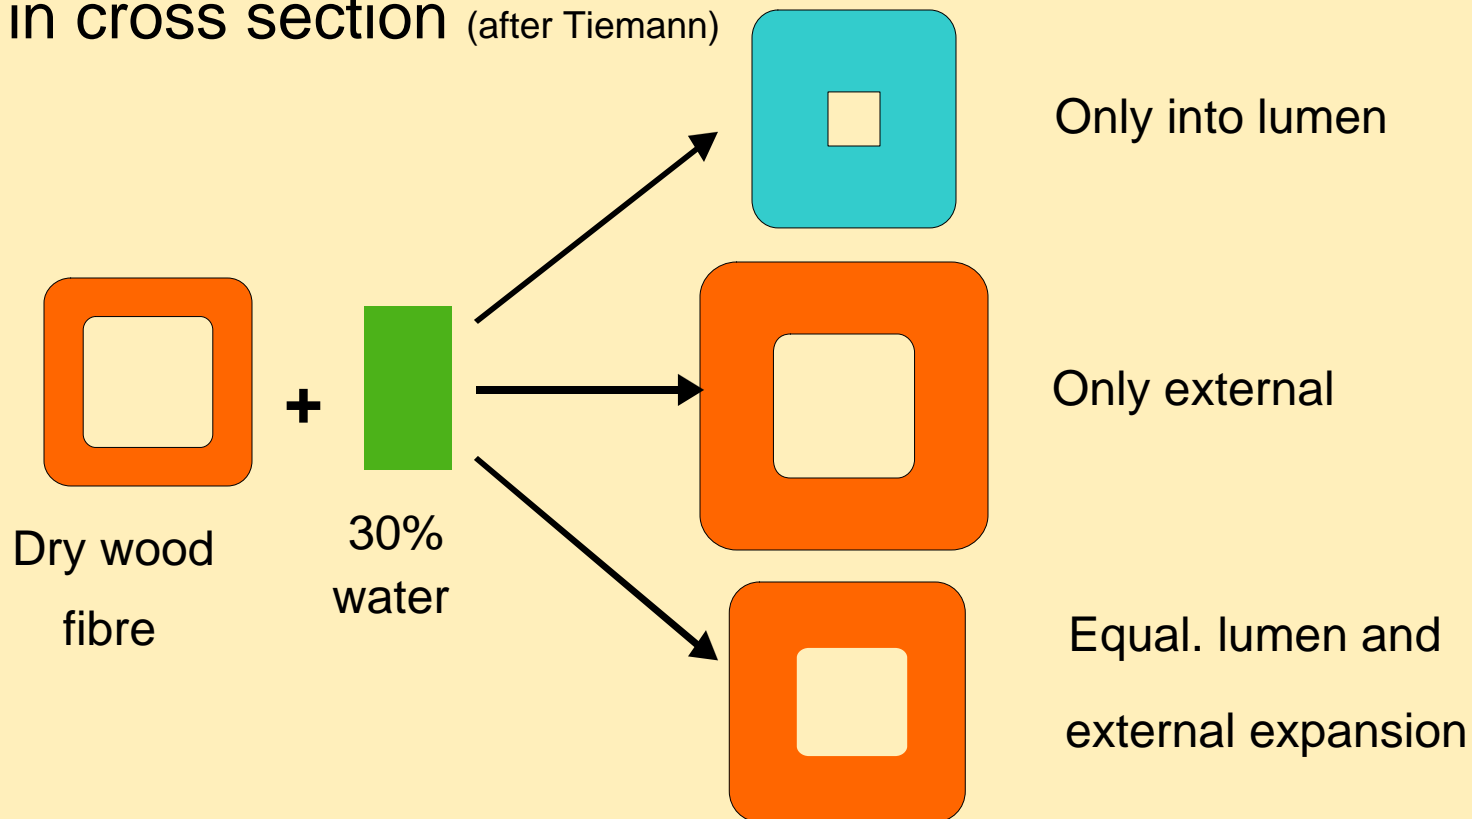 in cross section (after Tiemann)
Only into lumen
Only external
+
Dry wood
fibre
30%
water
Equal. lumen and
external expansion